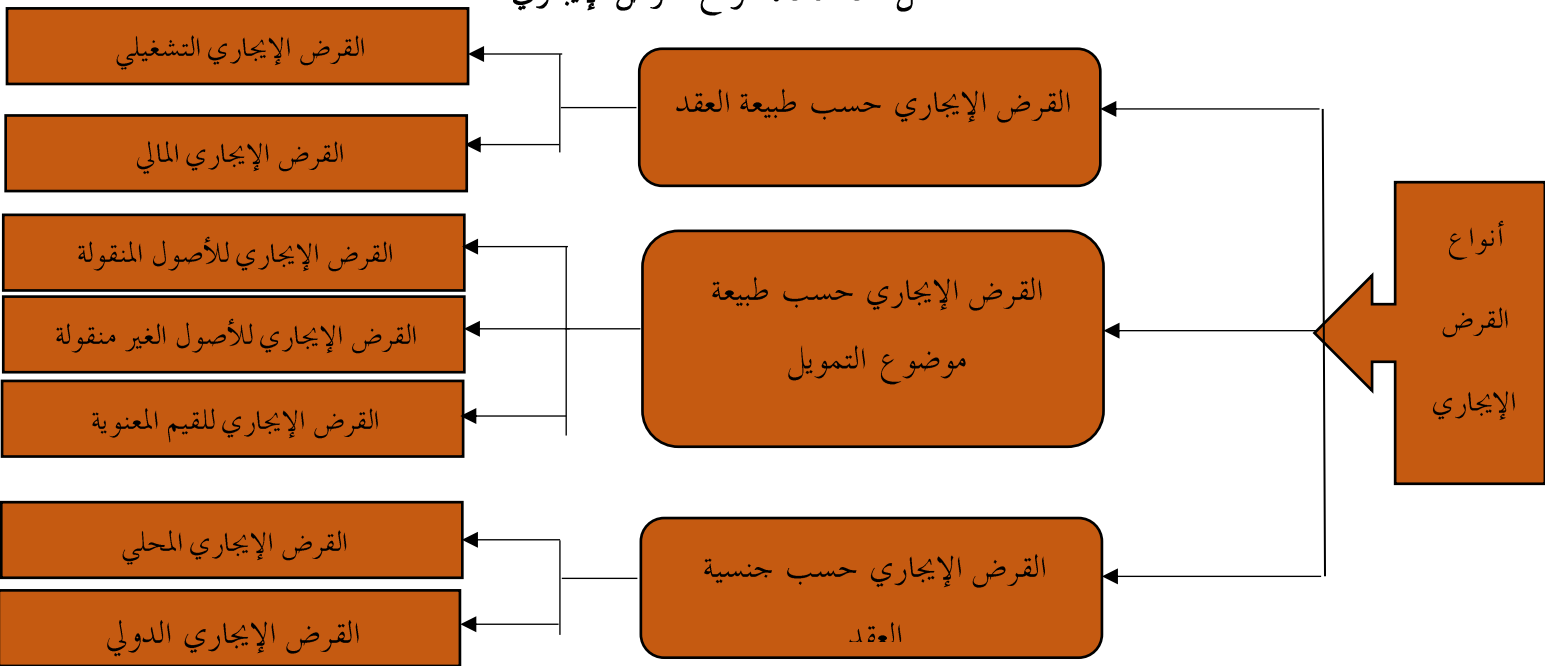 أنواع
القرض
الإيجاري
القرض الإيجاري حسب طبيعة العقد
القرض الإيجاري التشغيلي
القرض الإيجاري المالي
القرض الإيجاري حسب طبيعة
موضوع التمويل
القرض الإيجاري للأصول المنقولة
القرض الإيجاري للأصول الغير منقولة
القرض الإيجاري للقيم المعنوية
القرض الإيجاري حسب جنسية
العقد
القرض الإيجاري المحلي
القرض الإيجاري الدولي